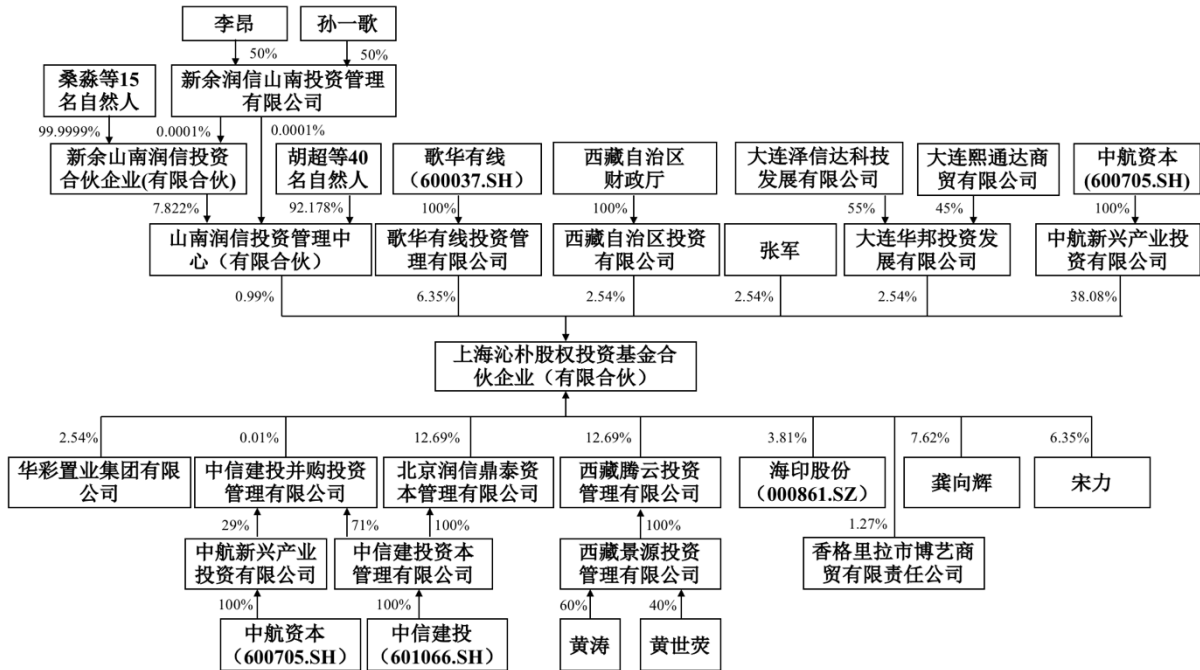 李昂
孙一歌
50%
50%
桑淼等15
名自然人
新余润信山南投资管理
有限公司
99.9999%
0.0001%
0.0001%
新余山南润信投资
合伙企业(有限合伙)
胡超等40
名自然人
歌华有线
（600037.SH）
西藏自治区
财政厅
大连泽信达科技
发展有限公司
大连熙通达商
贸有限公司
中航资本
(600705.SH)
7.822%
92.178%
100%
100%
55%
45%
100%
山南润信投资管理中
心（有限合伙）
歌华有线投资管
理有限公司
西藏自治区投资
有限公司
张军
大连华邦投资发
展有限公司
中航新兴产业投
资有限公司
0.99%
6.35%
2.54%
2.54%
2.54%
38.08%
上海沁朴股权投资基金合
伙企业（有限合伙）
2.54%
0.01%
12.69%
12.69%
3.81%
7.62%
6.35%
华彩置业集团有限
公司
中信建投并购投资
管理有限公司
北京润信鼎泰资
本管理有限公司
西藏腾云投资
管理有限公司
海印股份
（000861.SZ）
龚向辉
宋力
29%
71%
100%
100%
1.27%
中航新兴产业
投资有限公司
中信建投资本
管理有限公司
西藏景源投资
管理有限公司
香格里拉市博艺商
贸有限责任公司
100%
100%
60%
40%
中航资本
（600705.SH）
中信建投
（601066.SH）
黄涛
黄世荧